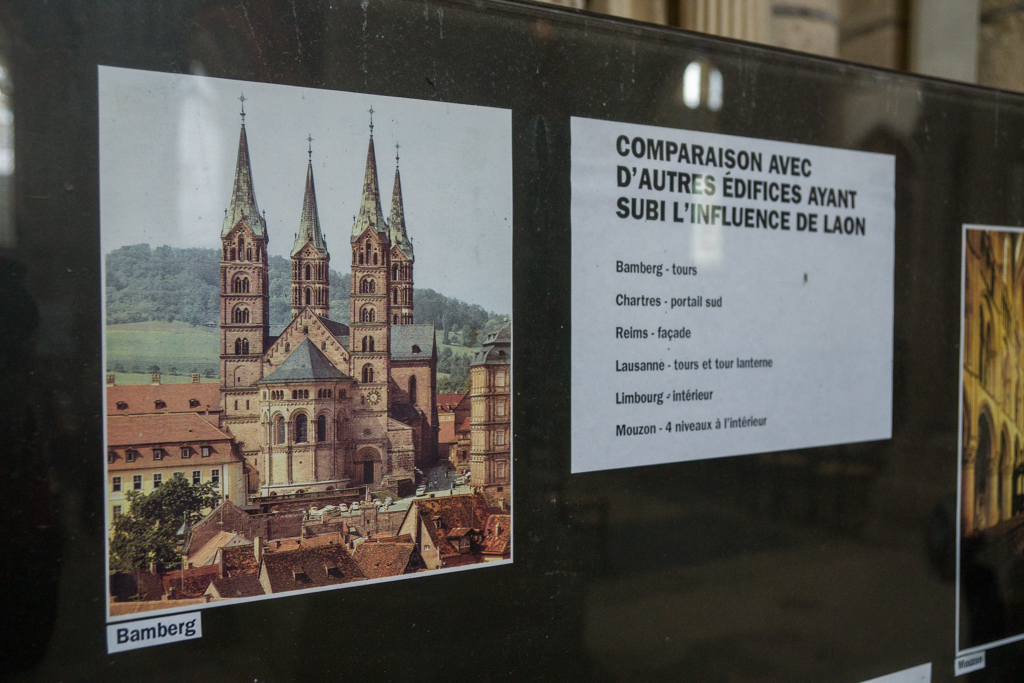 COMPARAISON AVEC
D'AUTRES ÉDIFICES AYANT
SUBI L'INFLUENCE DE LAON
Bamberg - tours
Chartres - portail sud
Reims - façade
Lausanne - tours et tour lanterne
Limbourg - intérieur
Mouzon - 4 niveaux à l'intérieur
Bamberg
Mouzon